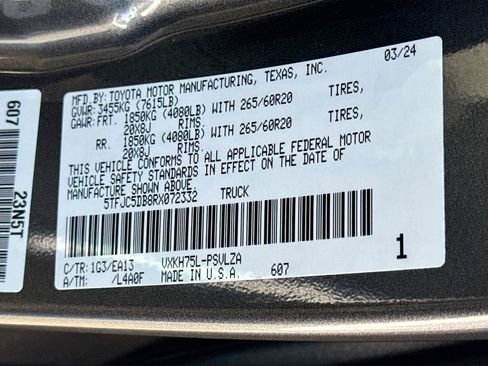 MFD.BY: TOYOTA MOTOR MANUFACTURING, TEXAS, INC. 03/24
GVWR: 3455KG (7615LB)
GAWR: FRT. 1850KG (4080LB) WITH 265/60R20 TIRES,
20X8J RIMS
RR. 1850KG (4080LB) WITH 265/60R20 TIRES,
20X8J RIMS
THIS VEHICLE CONFORMS TO ALL APPLICABLE FEDERAL MOTOR
VEHICLE SAFETY STANDARDS IN EFFECT ON THE DATE OF
MANUFACTURE SHOWN ABOVE.
5TFJC5DB8RX072332 TRUCK
C/TR: 1G3/EA13 VXKH75L-PSVLZA 1
A/TM: /L4A0F MADE IN U.S.A. 607
607
23N5T